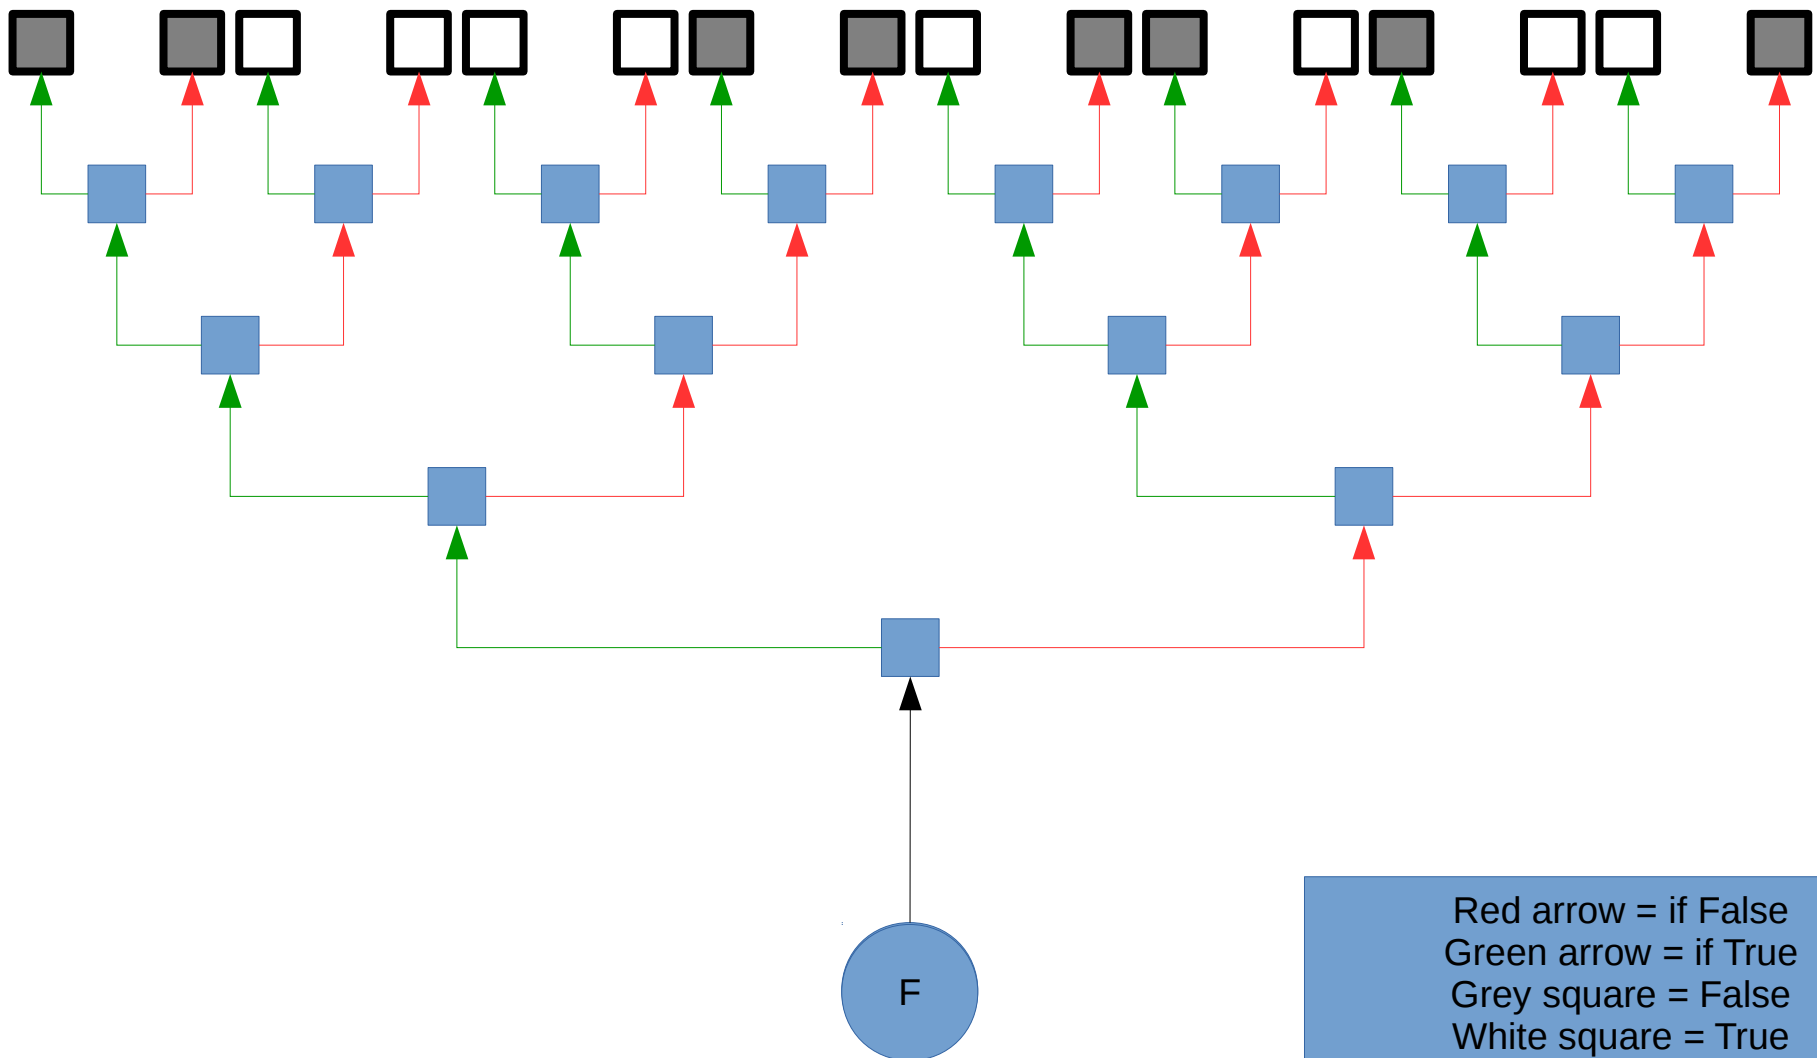 F
Red arrow = if False
Green arrow = if True
Grey square = False
White square = True